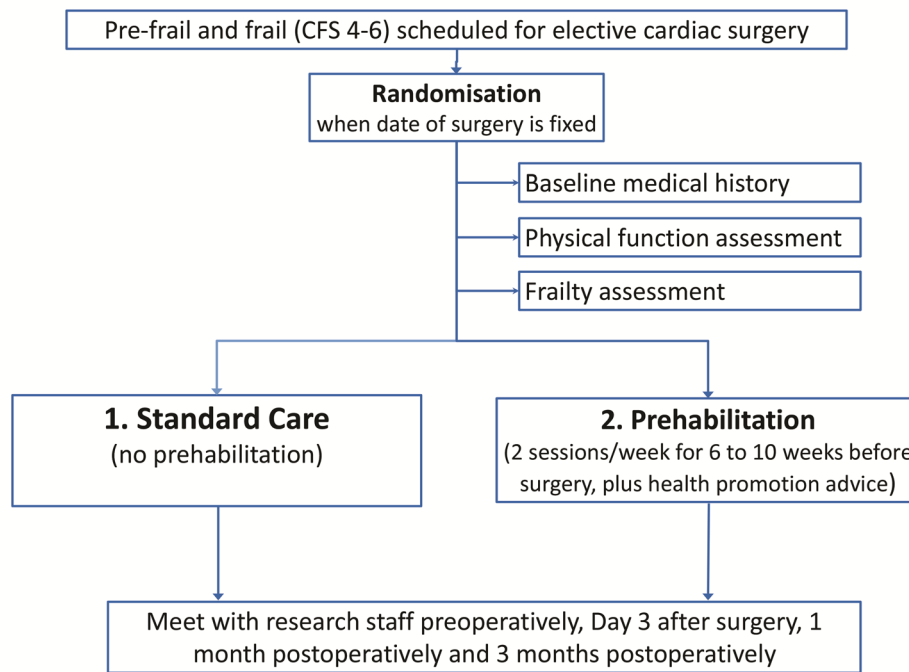 Pre-frail and frail (CFS 4-6) scheduled for elective cardiac surgery
Randomisation
when date of surgery is fixed
Baseline medical history
Physical function assessment
Frailty assessment
1. Standard Care
(no prehabilitation)
2. Prehabilitation
(2 sessions/week for 6 to 10 weeks before
surgery, plus health promotion advice)
Meet with research staff preoperatively, Day 3 after surgery, 1
month postoperatively and 3 months postoperatively